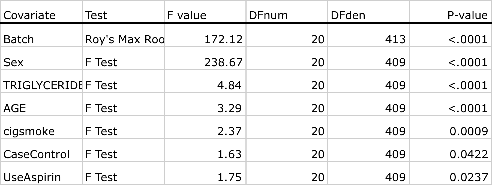 Covariate Test F value DFnum DFden P-value
Batch Roy's Max Roo 172.12 20 413 <.0001
Sex F Test 238.67 20 409 <.0001
TRIGLYCERIDE F Test 4.84 20 409 <.0001
AGE F Test 3.29 20 409 <.0001
cigsmoke F Test 2.37 20 409 0.0009
CaseControl F Test 1.63 20 409 0.0422
UseAspirin F Test 1.75 20 409 0.0237